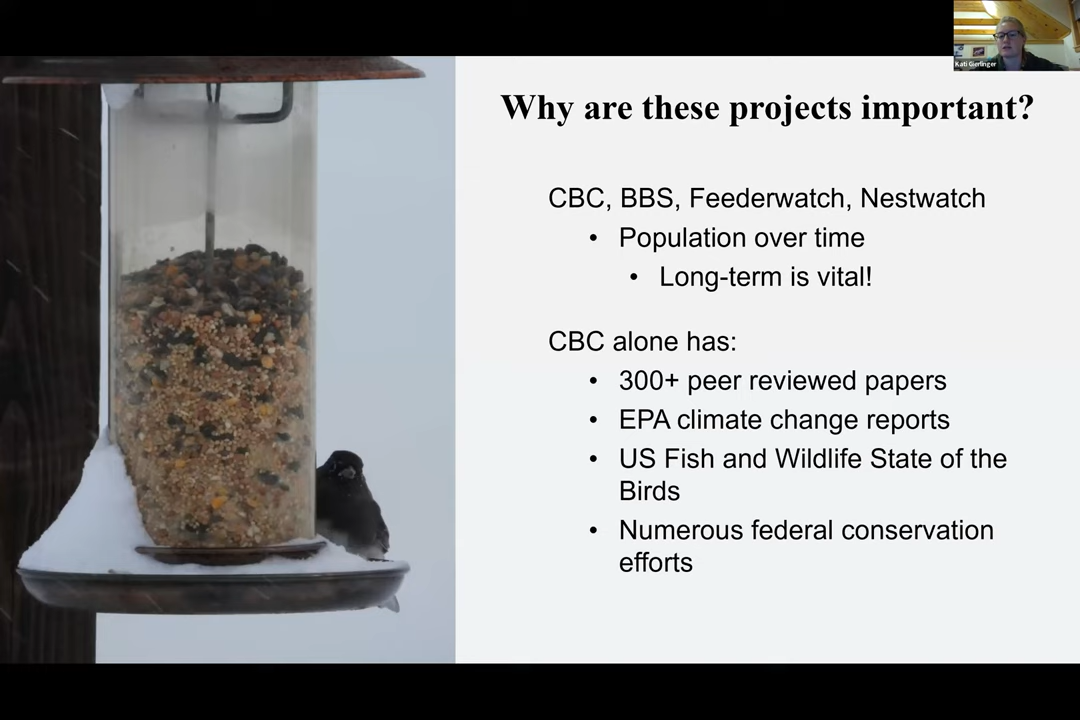 Kati Gierlinger
Why are these projects important?
CBC, BBS, Feederwatch, Nestwatch
• Population over time
• Long-term is vital!
CBC alone has:
• 300+ peer reviewed papers
• EPA climate change reports
• US Fish and Wildlife State of the
Birds
• Numerous federal conservation
efforts